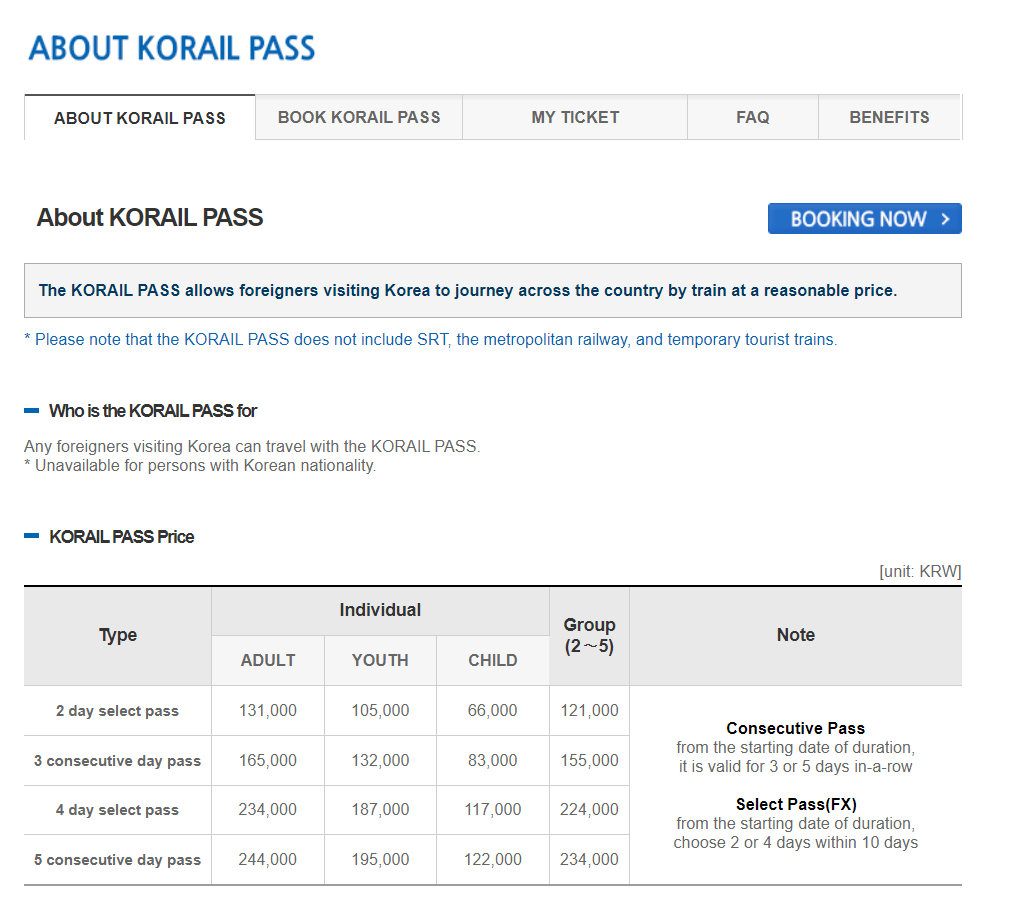 ABOUT KORAIL PASS
ABOUT KORAIL PASS BOOK KORAIL PASS MY TICKET FAQ BENEFITS
About KORAIL PASS
BOOKING NOW >
The KORAIL PASS allows foreigners visiting Korea to journey across the country by train at a reasonable price.
* Please note that the KORAIL PASS does not include SRT, the metropolitan railway, and temporary tourist trains.
Who is the KORAIL PASS for
Any foreigners visiting Korea can travel with the KORAIL PASS.
* Unavailable for persons with Korean nationality.
KORAIL PASS Price
[unit: KRW]
Type Individual Group (2～5) Note
ADULT YOUTH CHILD
2 day select pass 131,000 105,000 66,000 121,000
3 consecutive day pass 165,000 132,000 83,000 155,000
4 day select pass 234,000 187,000 117,000 224,000
5 consecutive day pass 244,000 195,000 122,000 234,000
Consecutive Pass
from the starting date of duration,
it is valid for 3 or 5 days in-a-row
Select Pass(FX)
from the starting date of duration,
choose 2 or 4 days within 10 days